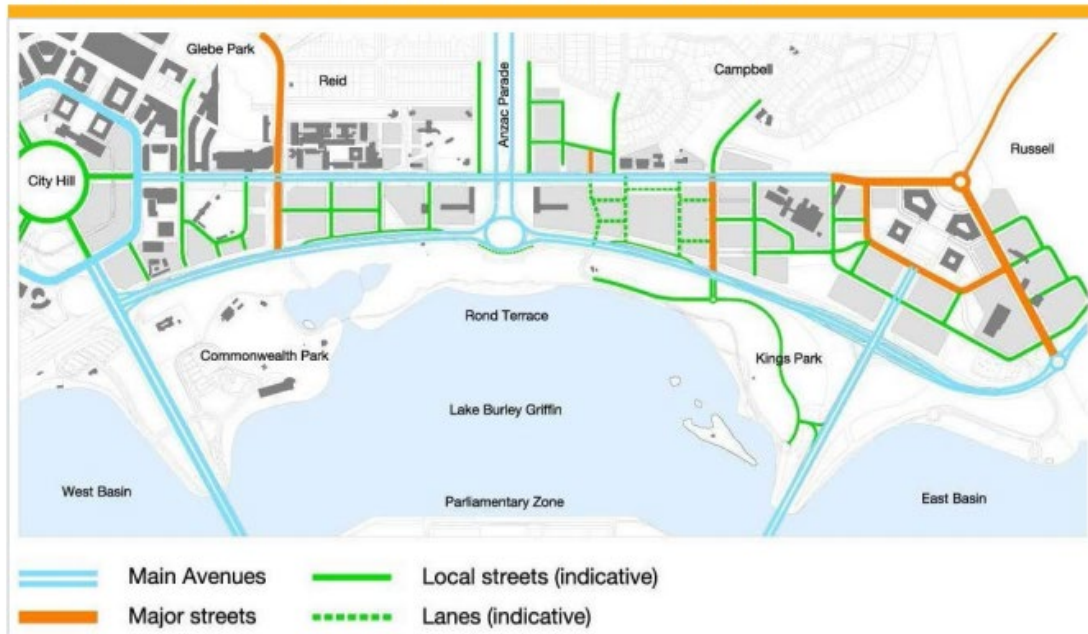 Glebe Park
Reid
Anzac Parade
Campbell
Russell
City Hill
Rond Terrace
Commonwealth Park
Kings Park
Lake Burley Griffin
West Basin
Parliamentary Zone
East Basin
Main Avenues
Local streets (indicative)
Major streets
Lanes (indicative)